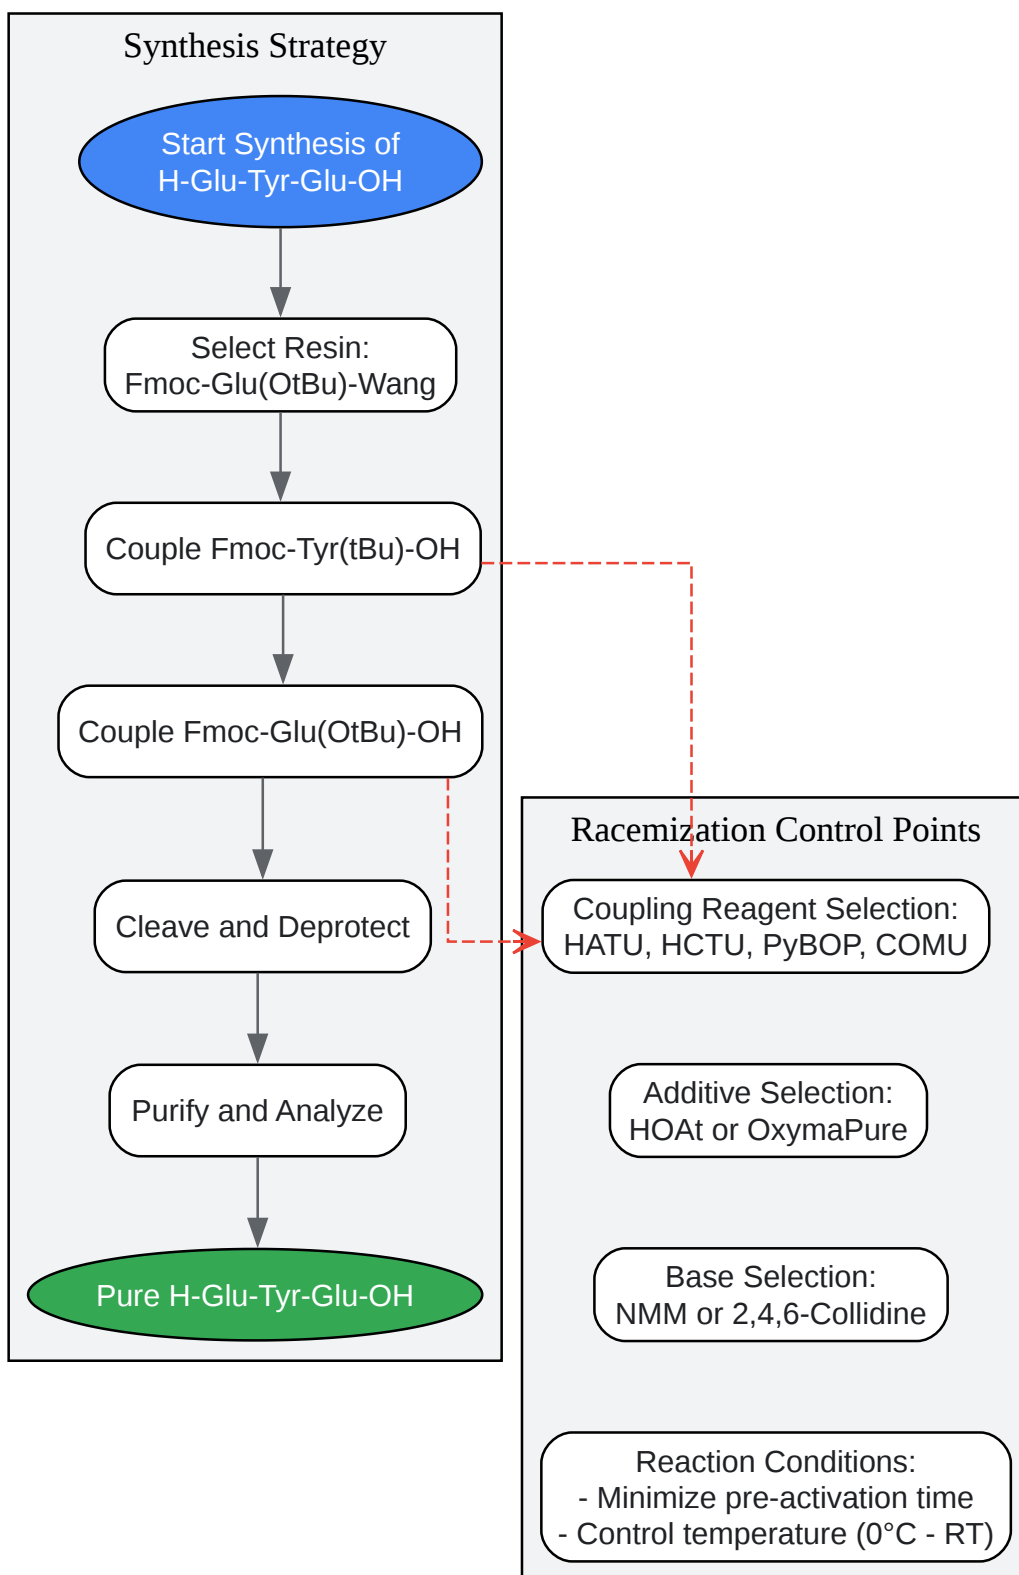 Synthesis Strategy
Start Synthesis of
H-Glu-Tyr-Glu-OH
Select Resin:
Fmoc-Glu(OtBu)-Wang
Couple Fmoc-Tyr(tBu)-OH
Couple Fmoc-Glu(OtBu)-OH
Cleave and Deprotect
Purify and Analyze
Pure H-Glu-Tyr-Glu-OH
Racemization Control Points
Coupling Reagent Selection:
HATU, HCTU, PyBOP, COMU
Additive Selection:
HOAt or OxymaPure
Base Selection:
NMM or 2,4,6-Collidine
Reaction Conditions:
- Minimize pre-activation time
- Control temperature (0°C - RT)